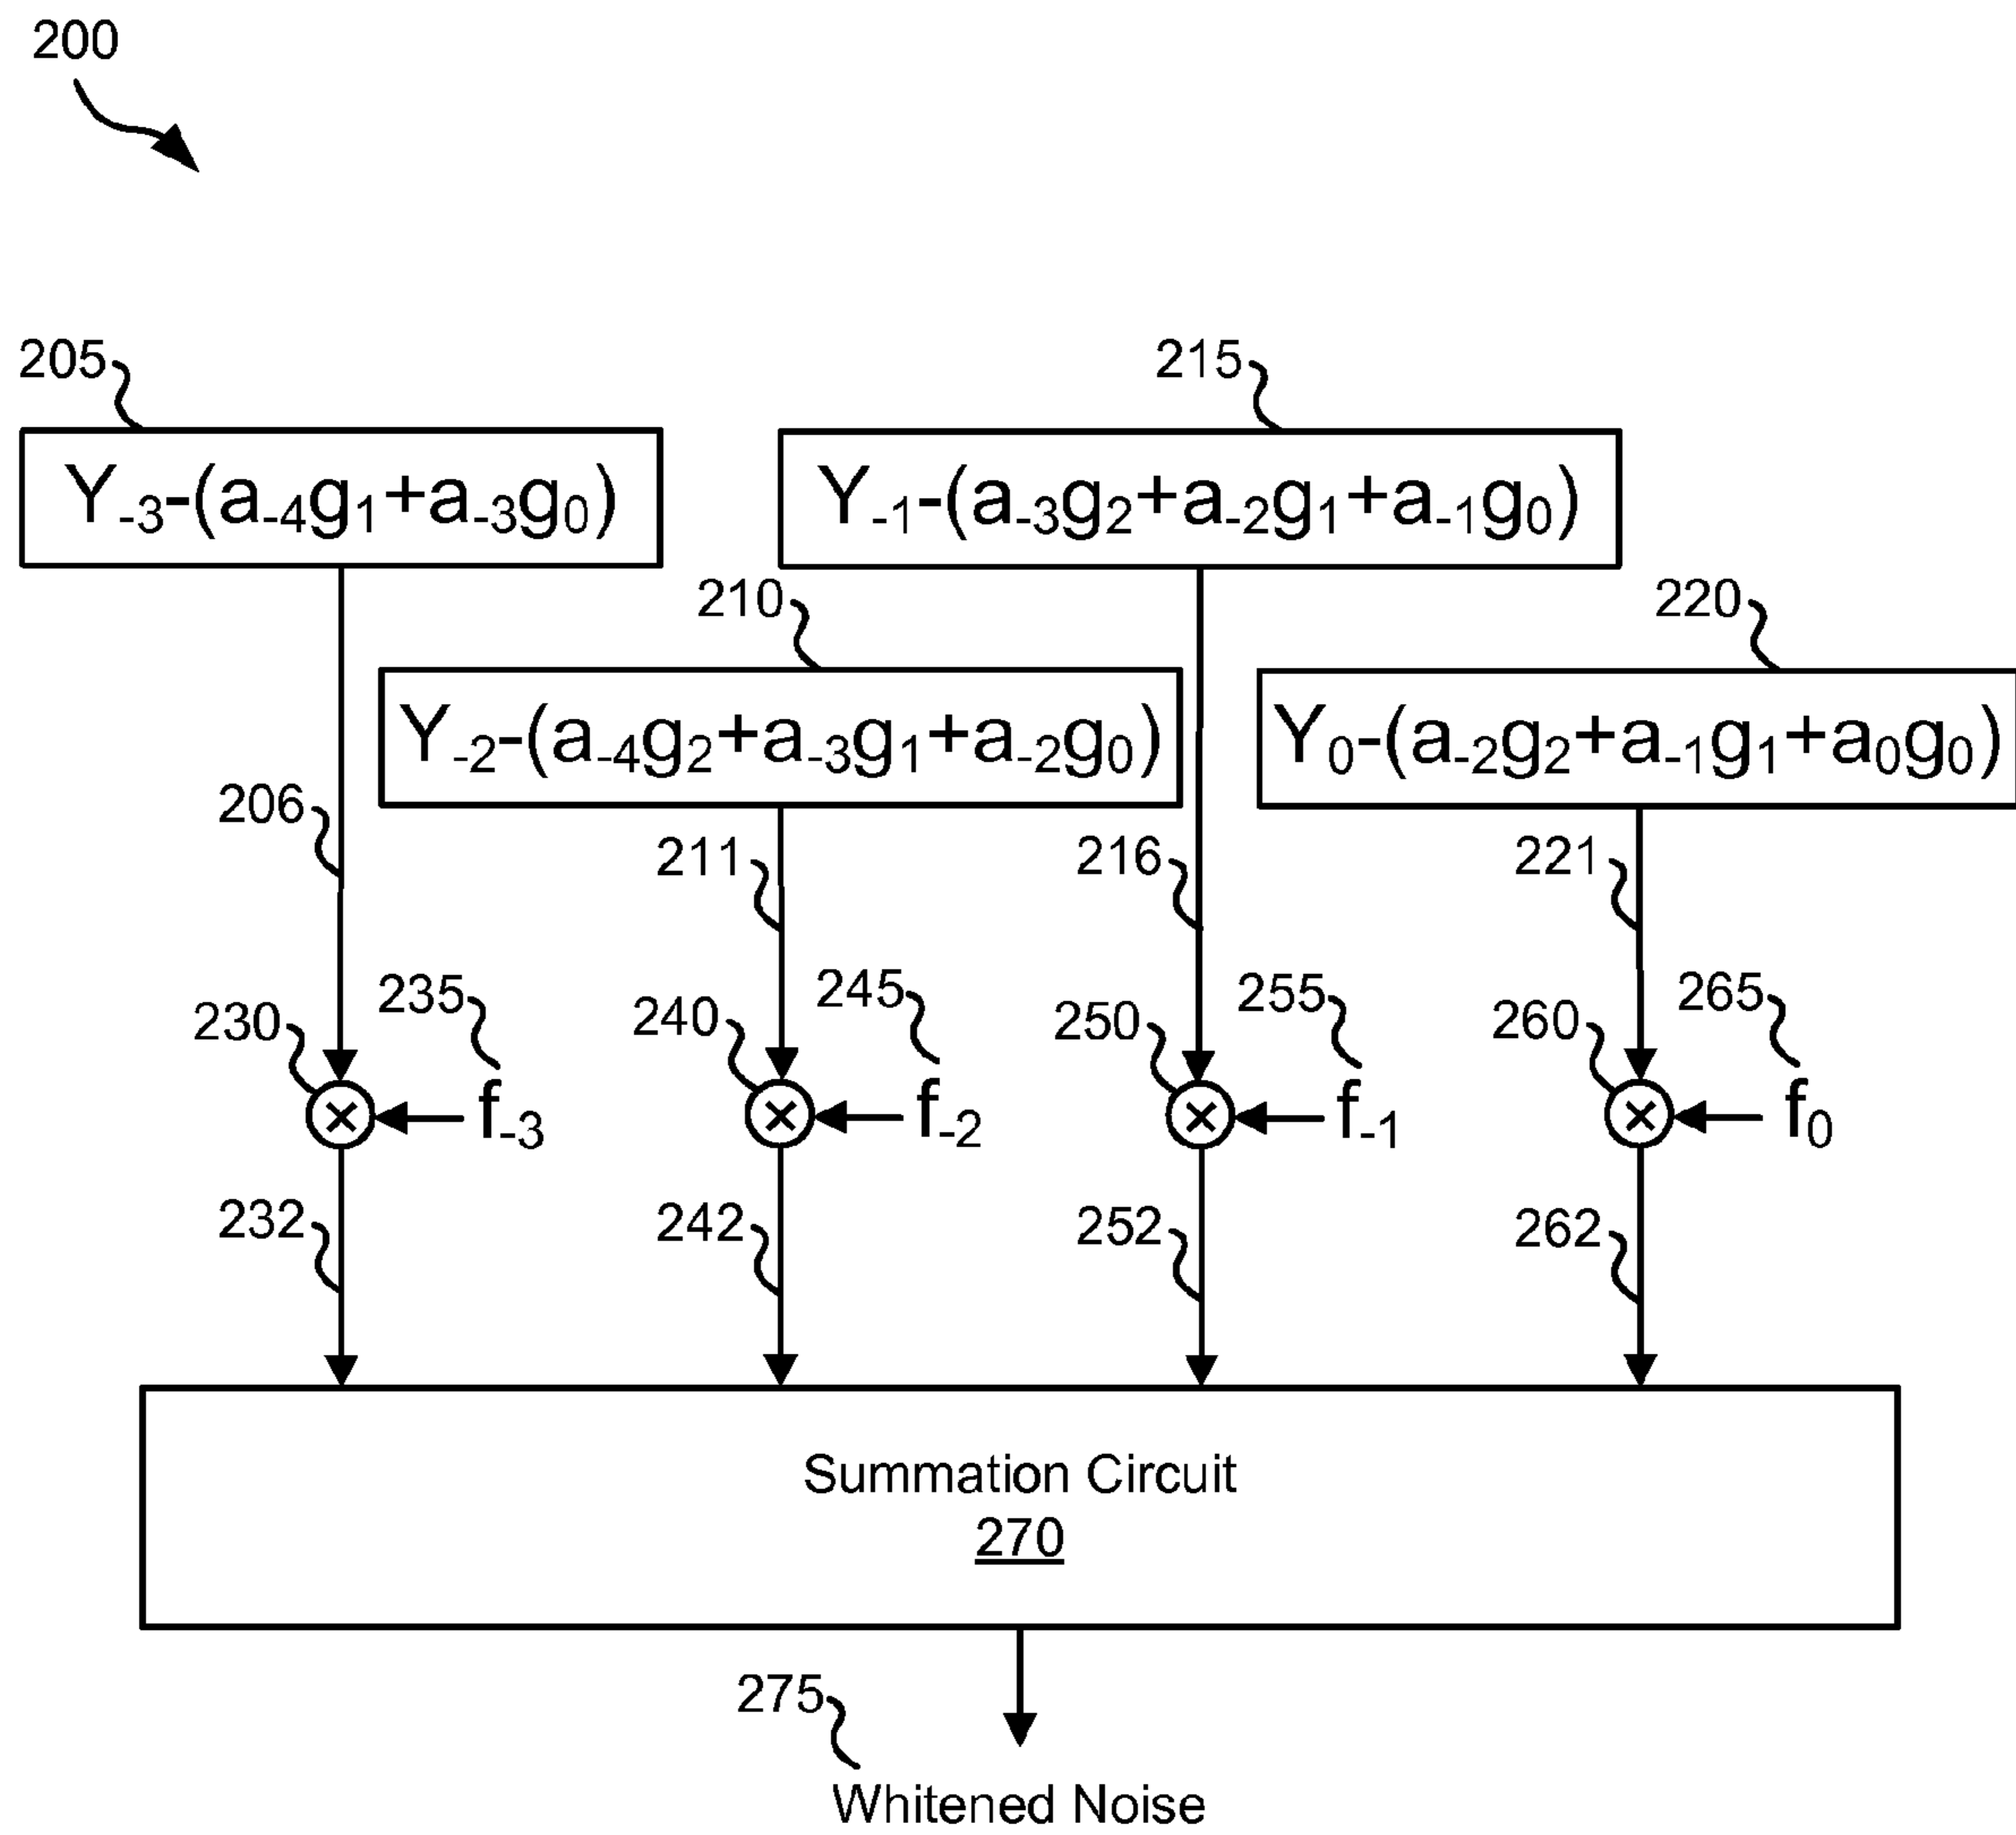 200
205
215
Y-3-(a-4g1+a-3g0)
Y-1-(a-3g2+a-2g1+a-1g0)
210
220
Y-2-(a-4g2+a-3g1+a-2g0)
Y0-(a-2g2+a-1g1+a0g0)
206
211
216
221
230
235
240
245
250
255
260
265
f-3
f-2
f-1
f0
232
242
252
262
Summation Circuit
270
275
Whitened Noise